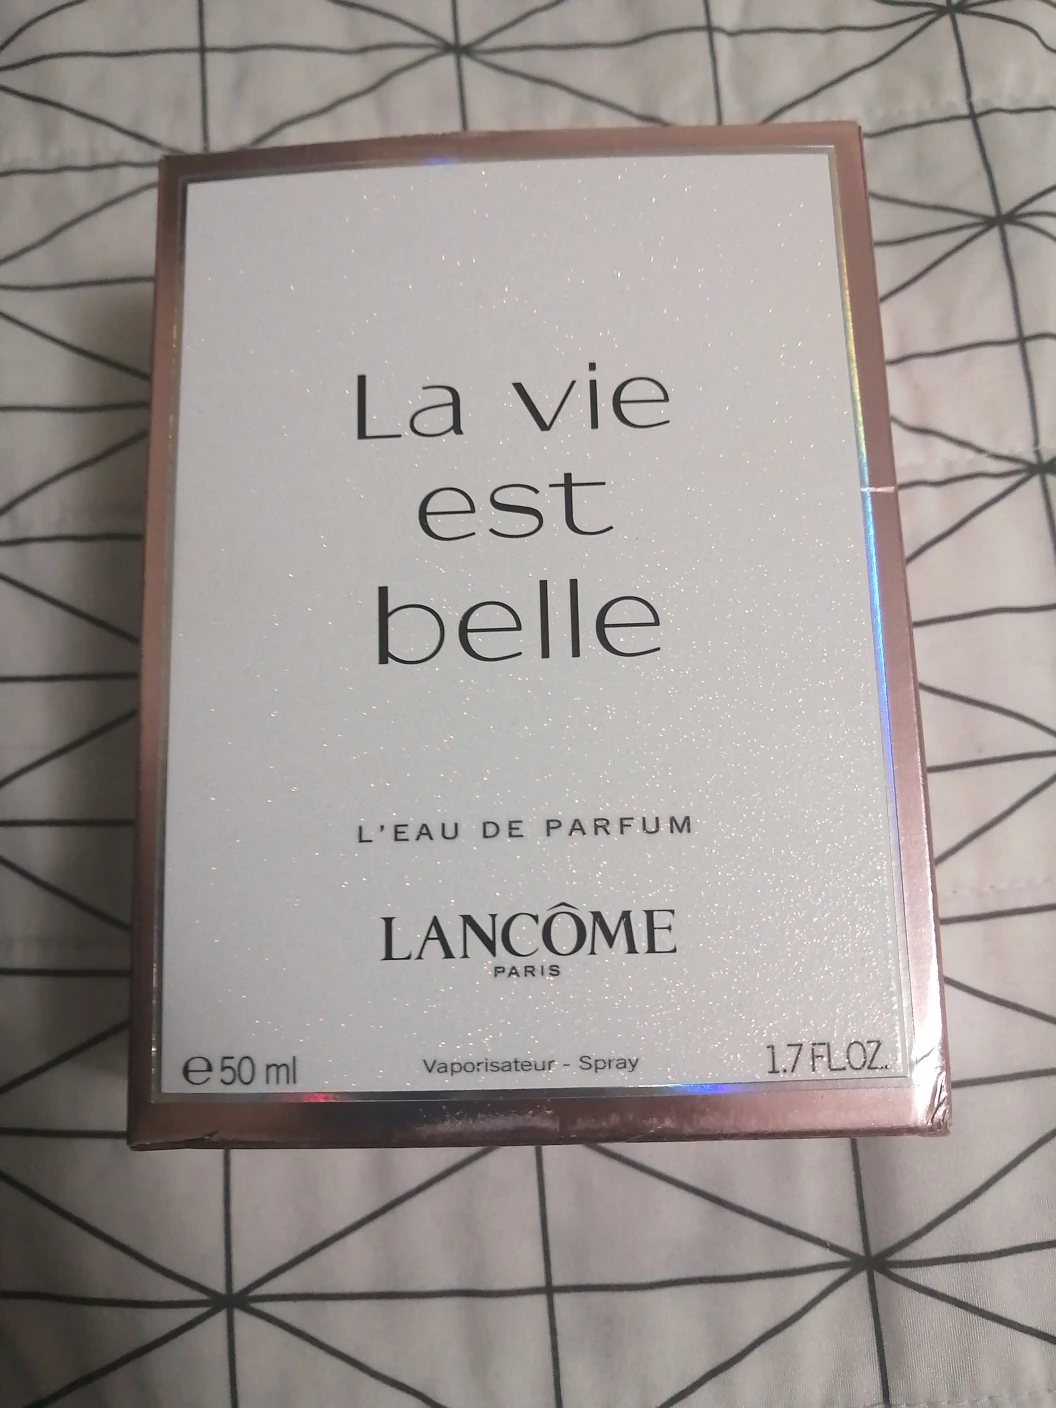 La vie
est
belle
L'EAU DE PARFUM
LANCÔME
PARIS
℮ 50 ml Vaporisateur - Spray 1.7 FL.OZ.